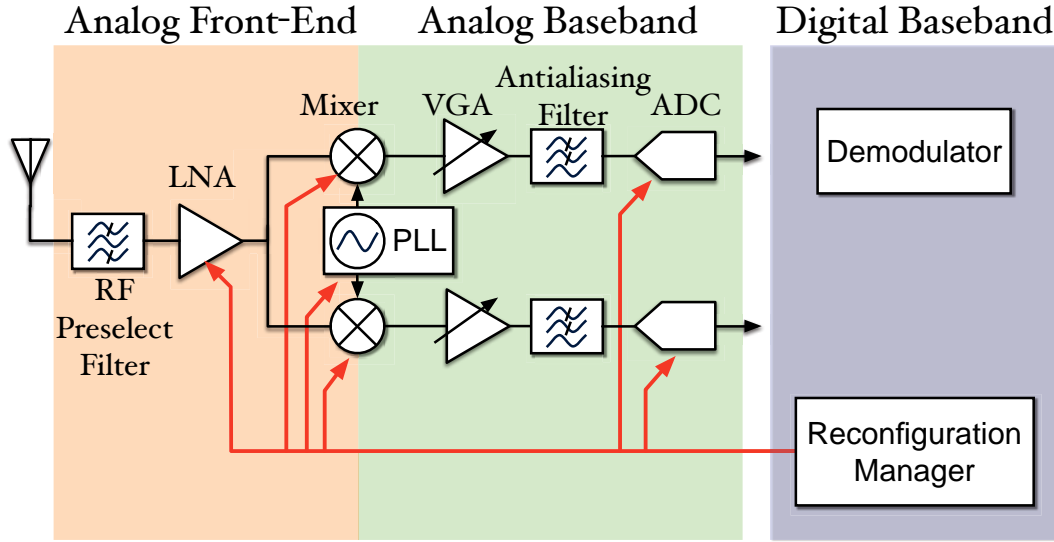 Analog Front-End
Analog Baseband
Digital Baseband
Mixer
VGA
Antialiasing
Filter
ADC
LNA
Demodulator
PLL
RF
Preselect
Filter
Reconfiguration
Manager